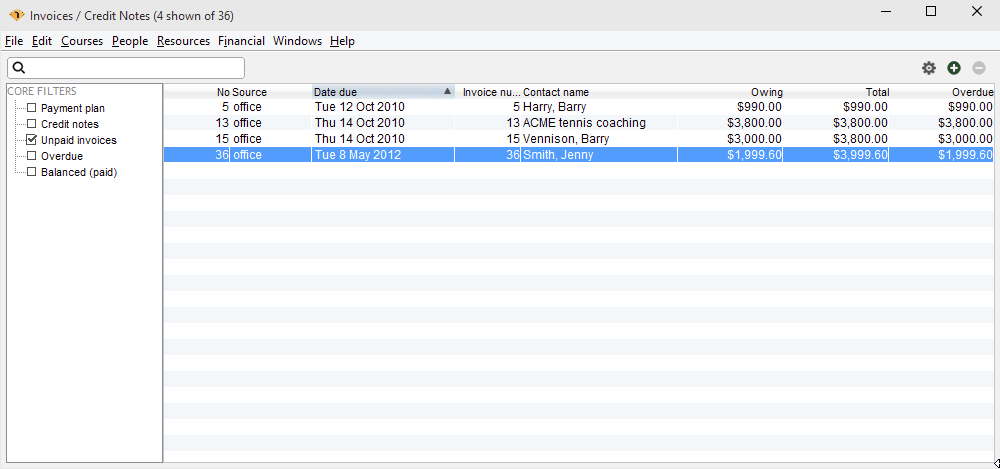 Invoices / Credit Notes (4 shown of 36)
File Edit Courses People Resources Financial Windows Help
CORE FILTERS
Payment plan
Credit notes
Unpaid invoices
Overdue
Balanced (paid)
No Source Date due Invoice nu... Contact name Owing Total Overdue
5 office Tue 12 Oct 2010 5 Harry, Barry $990.00 $990.00 $990.00
13 office Thu 14 Oct 2010 13 ACME tennis coaching $3,800.00 $3,800.00 $3,800.00
15 office Thu 14 Oct 2010 15 Vennison, Barry $3,000.00 $3,800.00 $3,000.00
36 office Tue 8 May 2012 36 Smith, Jenny $1,999.60 $3,999.60 $1,999.60